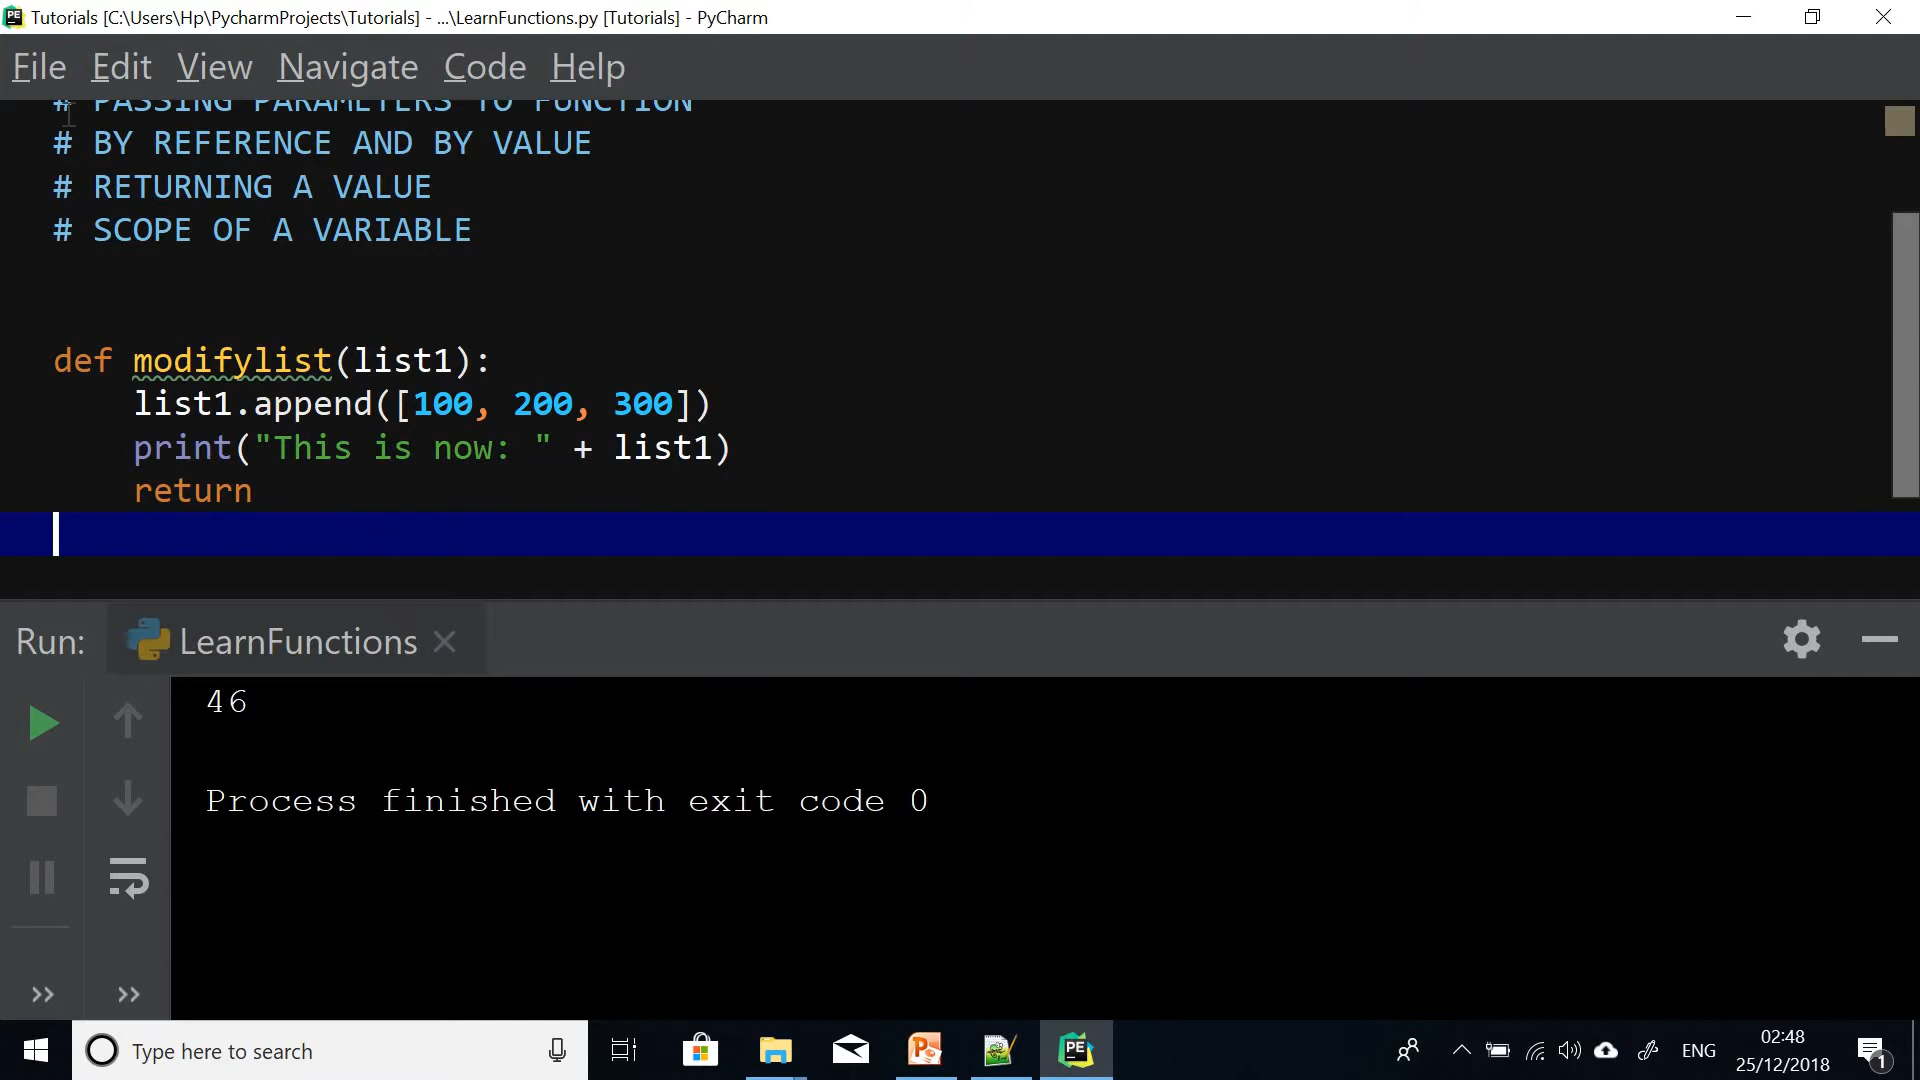 Tutorials [C:\Users\Hp\PycharmProjects\Tutorials] - ...\LearnFunctions.py [Tutorials] - PyCharm
File Edit View Navigate Code Help
# PASSING PARAMETERS TO FUNCTION
# BY REFERENCE AND BY VALUE
# RETURNING A VALUE
# SCOPE OF A VARIABLE
def modifylist(list1):
list1.append([100, 200, 300])
print("This is now: " + list1)
return
Run: LearnFunctions
46
Process finished with exit code 0
Type here to search
ENG
02:48
25/12/2018
1